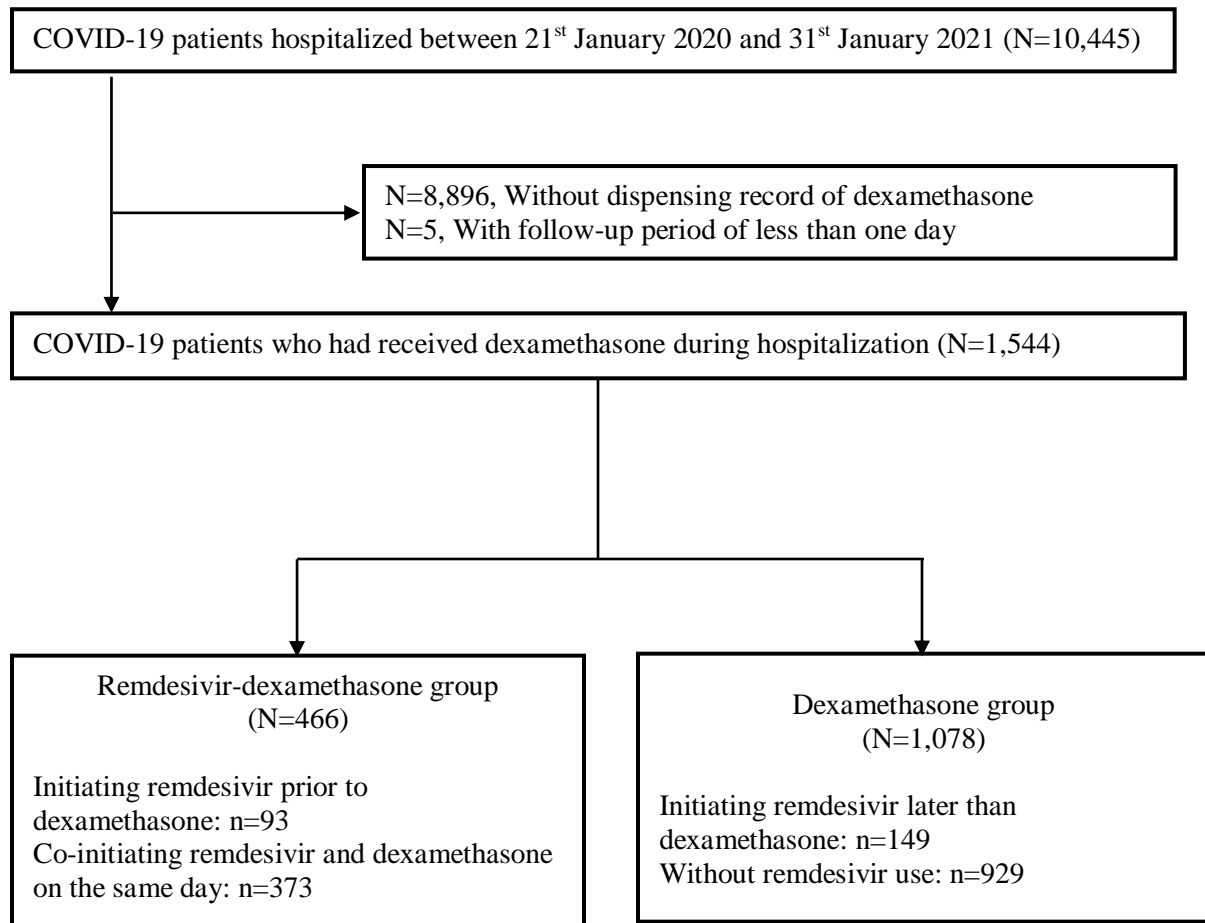 COVID-19 patients hospitalized between 21st January 2020 and 31st January 2021 (N=10,445)
N=8,896, Without dispensing record of dexamethasone
N=5, With follow-up period of less than one day
COVID-19 patients who had received dexamethasone during hospitalization (N=1,544)
Remdesivir-dexamethasone group
(N=466)
Initiating remdesivir prior to
dexamethasone: n=93
Co-initiating remdesivir and dexamethasone
on the same day: n=373
Dexamethasone group
(N=1,078)
Initiating remdesivir later than
dexamethasone: n=149
Without remdesivir use: n=929